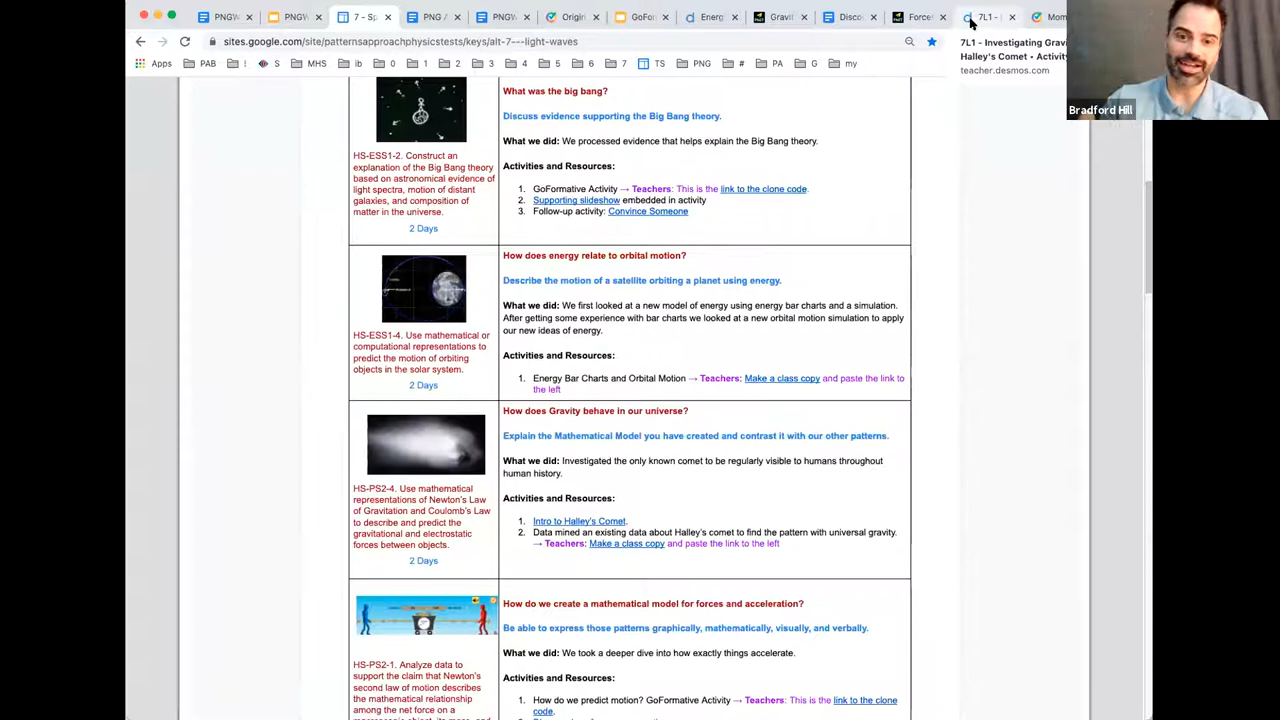 PNGW
PNGW
7 - Sp
PNG /
PNGW
Origin
GoFor
Energ
Gravit
Disco
Forces
7L1 -
Mom
sites.google.com/site/patternsapproachphysicstests/keys/alt-7---light-waves
7L1 - Investigating Gravi
Halley's Comet • Activity
teacher.desmos.com
Bradford Hill
Apps PAB ! S MHS ib 0 1 2 3 4 5 6 7 TS PNG # PA G my
What was the big bang?
Discuss evidence supporting the Big Bang theory.
What we did: We processed evidence that helps explain the Big Bang theory.
Activities and Resources:
1. GoFormative Activity → Teachers: This is the link to the clone code.
2. Supporting slideshow embedded in activity
3. Follow-up activity: Convince Someone
HS-ESS1-2. Construct an
explanation of the Big Bang theory
based on astronomical evidence of
light spectra, motion of distant
galaxies, and composition of
matter in the universe.
2 Days
How does energy relate to orbital motion?
Describe the motion of a satellite orbiting a planet using energy.
What we did: We first looked at a new model of energy using energy bar charts and a simulation.
After getting some experience with bar charts we looked at a new orbital motion simulation to apply
our new ideas of energy.
Activities and Resources:
1. Energy Bar Charts and Orbital Motion → Teachers: Make a class copy and paste the link to
the left
HS-ESS1-4. Use mathematical or
computational representations to
predict the motion of orbiting
objects in the solar system.
2 Days
How does Gravity behave in our universe?
Explain the Mathematical Model you have created and contrast it with our other patterns.
What we did: Investigated the only known comet to be regularly visible to humans throughout
human history.
Activities and Resources:
1. Intro to Halley's Comet.
2. Data mined an existing data about Halley's comet to find the pattern with universal gravity.
→ Teachers: Make a class copy and paste the link to the left
HS-PS2-4. Use mathematical
representations of Newton's Law
of Gravitation and Coulomb's Law
to describe and predict the
gravitational and electrostatic
forces between objects.
2 Days
How do we create a mathematical model for forces and acceleration?
Be able to express those patterns graphically, mathematically, visually, and verbally.
What we did: We took a deeper dive into how exactly things accelerate.
Activities and Resources:
1. How do we predict motion? GoFormative Activity → Teachers: This is the link to the clone
code.
HS-PS2-1. Analyze data to
support the claim that Newton's
second law of motion describes
the mathematical relationship
among the net force on a